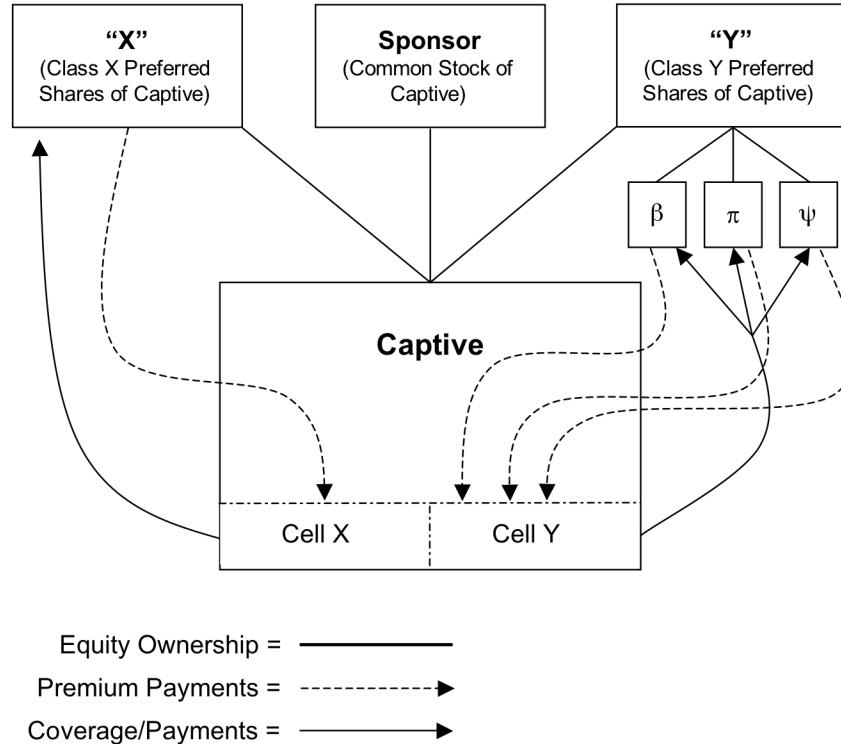 “X”
(Class X Preferred
Shares of Captive)
Sponsor
(Common Stock of
Captive)
“Y”
(Class Y Preferred
Shares of Captive)
β
π
ψ
Captive
Cell X
Cell Y
Equity Ownership =
Premium Payments =
Coverage/Payments =